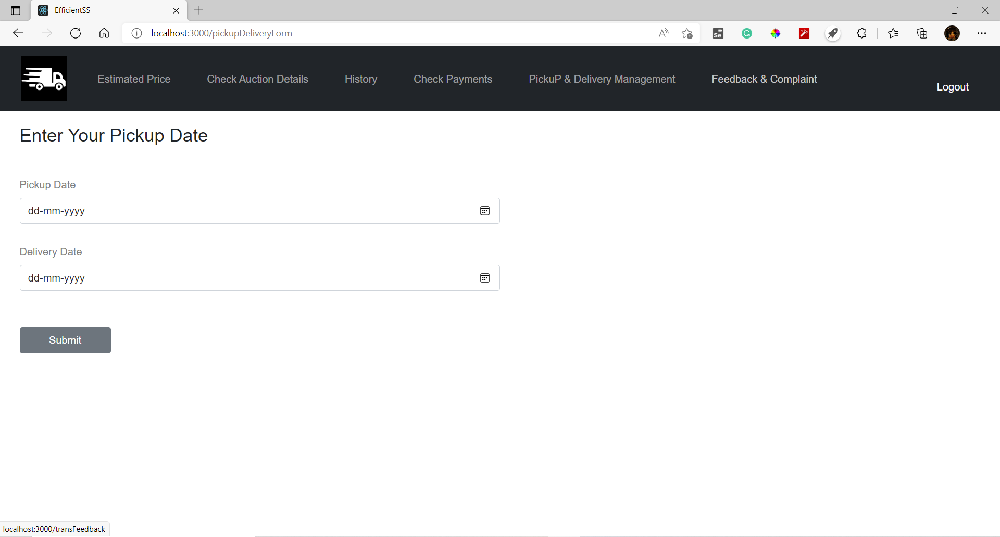 EfficientSS
localhost:3000/pickupDeliveryForm
Se
G
Estimated Price
Check Auction Details
History
Check Payments
PickuP & Delivery Management
Feedback & Complaint
Logout
Enter Your Pickup Date
Pickup Date
dd-mm-yyyy
Delivery Date
dd-mm-yyyy
Submit
localhost:3000/transFeedback